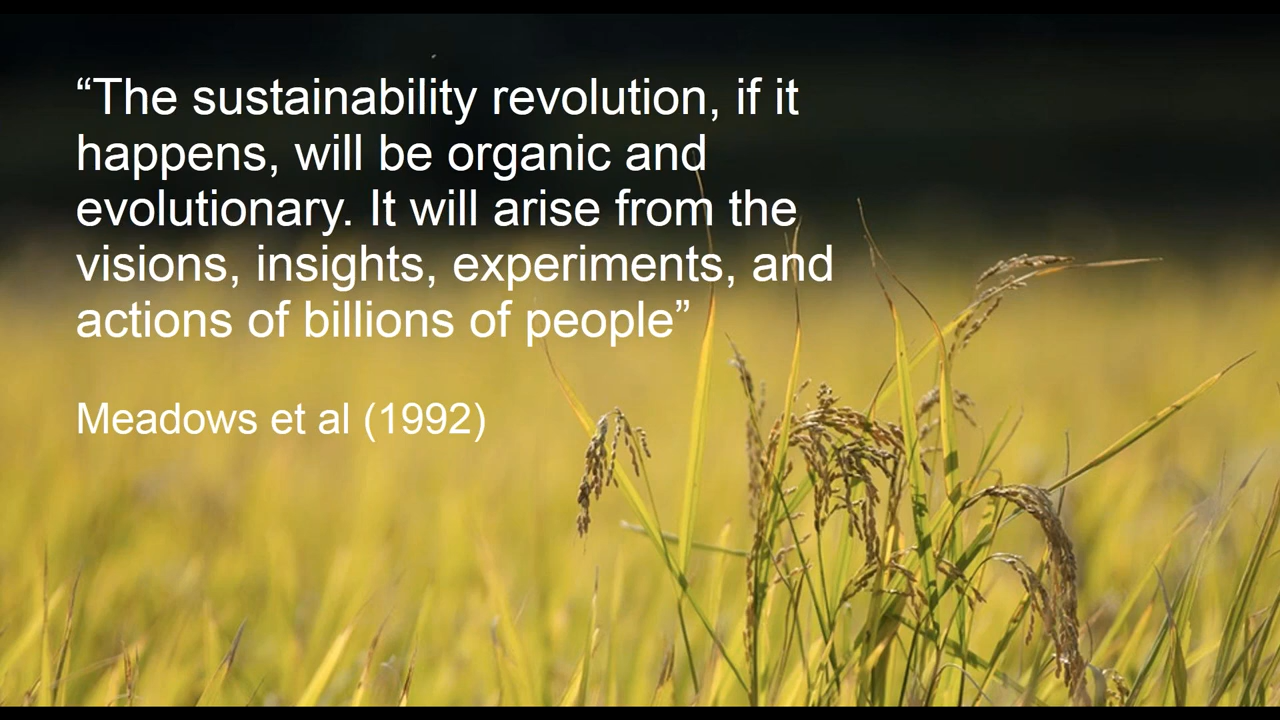 “The sustainability revolution, if it
happens, will be organic and
evolutionary. It will arise from the
visions, insights, experiments, and
actions of billions of people”
Meadows et al (1992)